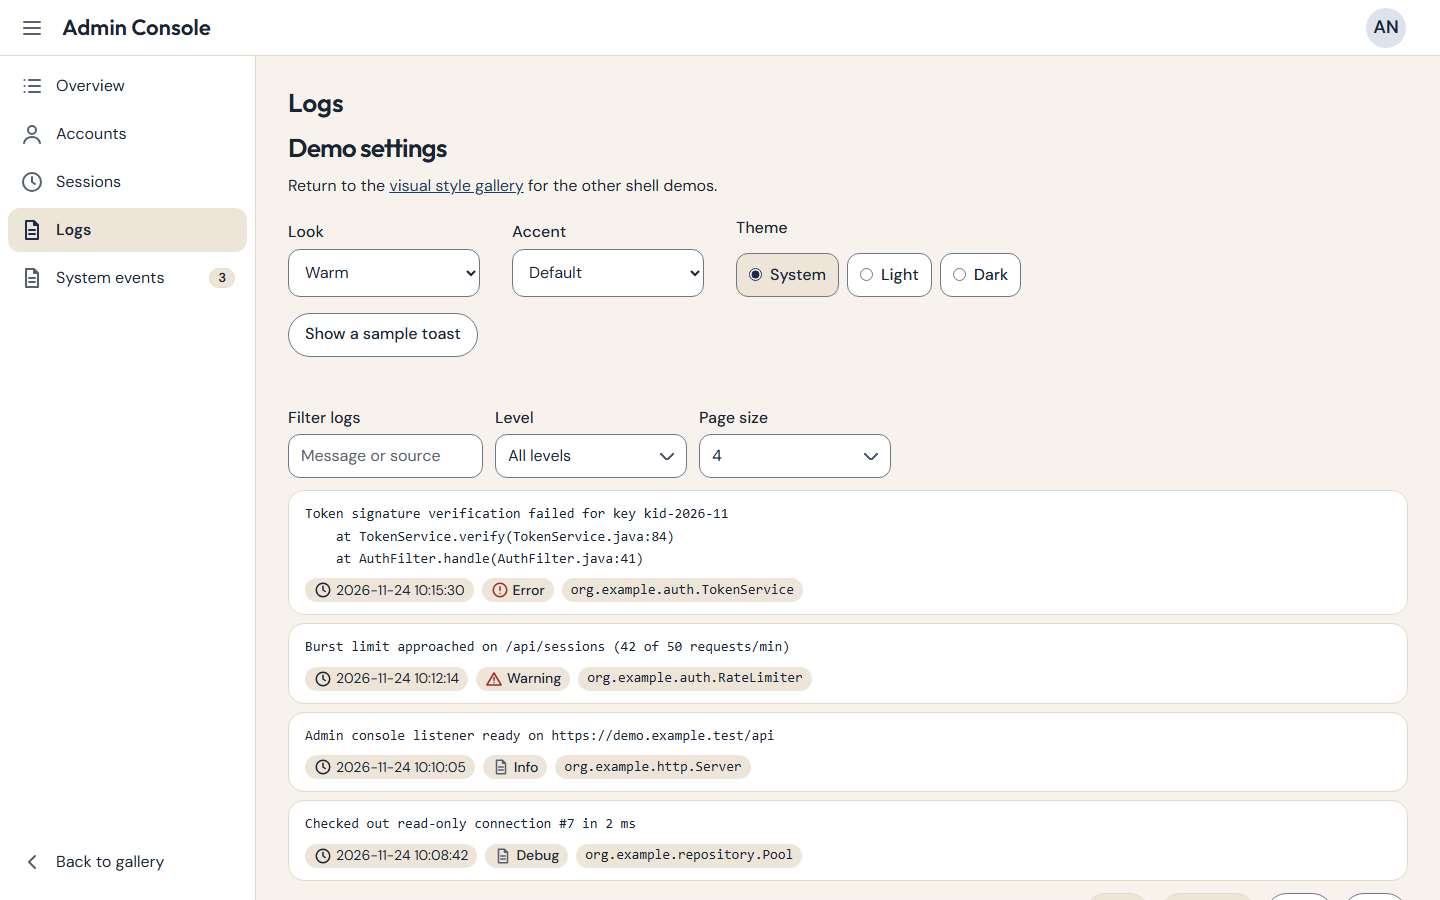 Admin Console
AN
Overview
Accounts
Sessions
Logs
System events 3
Back to gallery
Logs
Demo settings
Return to the visual style gallery for the other shell demos.
Look Accent Theme
Warm Default System Light Dark
Show a sample toast
Filter logs Level Page size
Message or source All levels 4
Token signature verification failed for key kid-2026-11
at TokenService.verify(TokenService.java:84)
at AuthFilter.handle(AuthFilter.java:41)
2026-11-24 10:15:30 Error org.example.auth.TokenService
Burst limit approached on /api/sessions (42 of 50 requests/min)
2026-11-24 10:12:14 Warning org.example.auth.RateLimiter
Admin console listener ready on https://demo.example.test/api
2026-11-24 10:10:05 Info org.example.http.Server
Checked out read-only connection #7 in 2 ms
2026-11-24 10:08:42 Debug org.example.repository.Pool